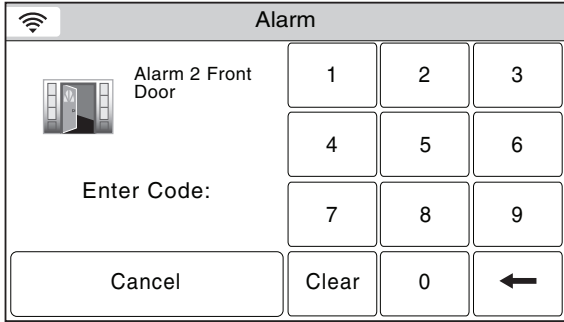 Alarm
Alarm 2 Front
Door
Enter Code:
1 2 3
4 5 6
7 8 9
Cancel Clear 0 ←